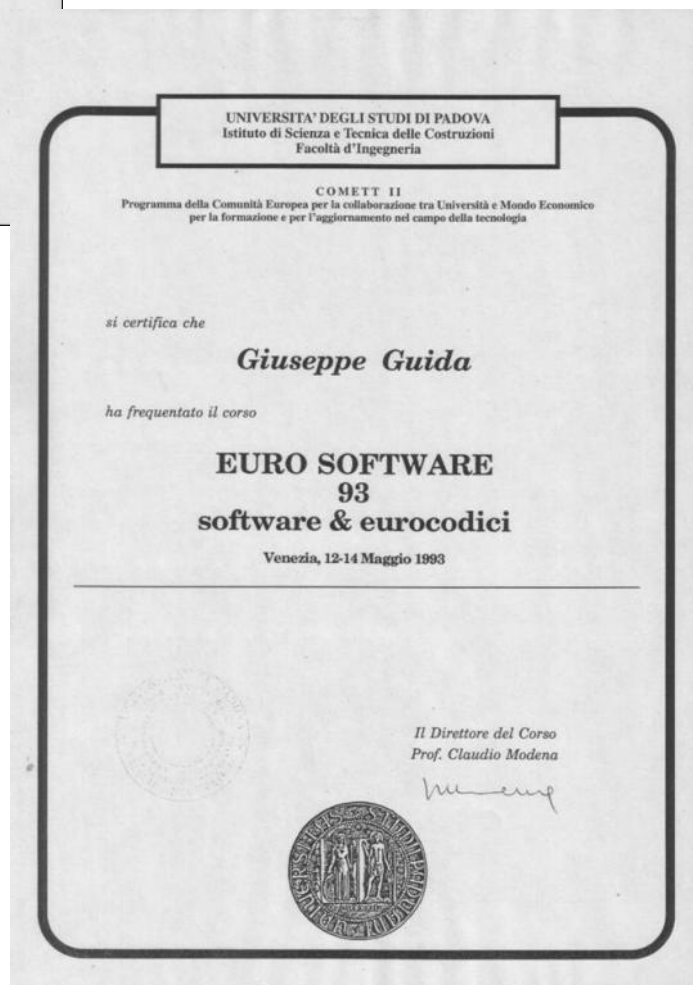 UNIVERSITA' DEGLI STUDI DI PADOVA
Istituto di Scienza e Tecnica delle Costruzioni
Facoltà d'Ingegneria
COMETT II
Programma della Comunità Europea per la collaborazione tra Università e Mondo Economico
per la formazione e per l'aggiornamento nel campo della tecnologia
si certifica che
Giuseppe Guida
ha frequentato il corso
EURO SOFTWARE
93
software & eurocodici
Venezia, 12-14 Maggio 1993
Il Direttore del Corso
Prof. Claudio Modena